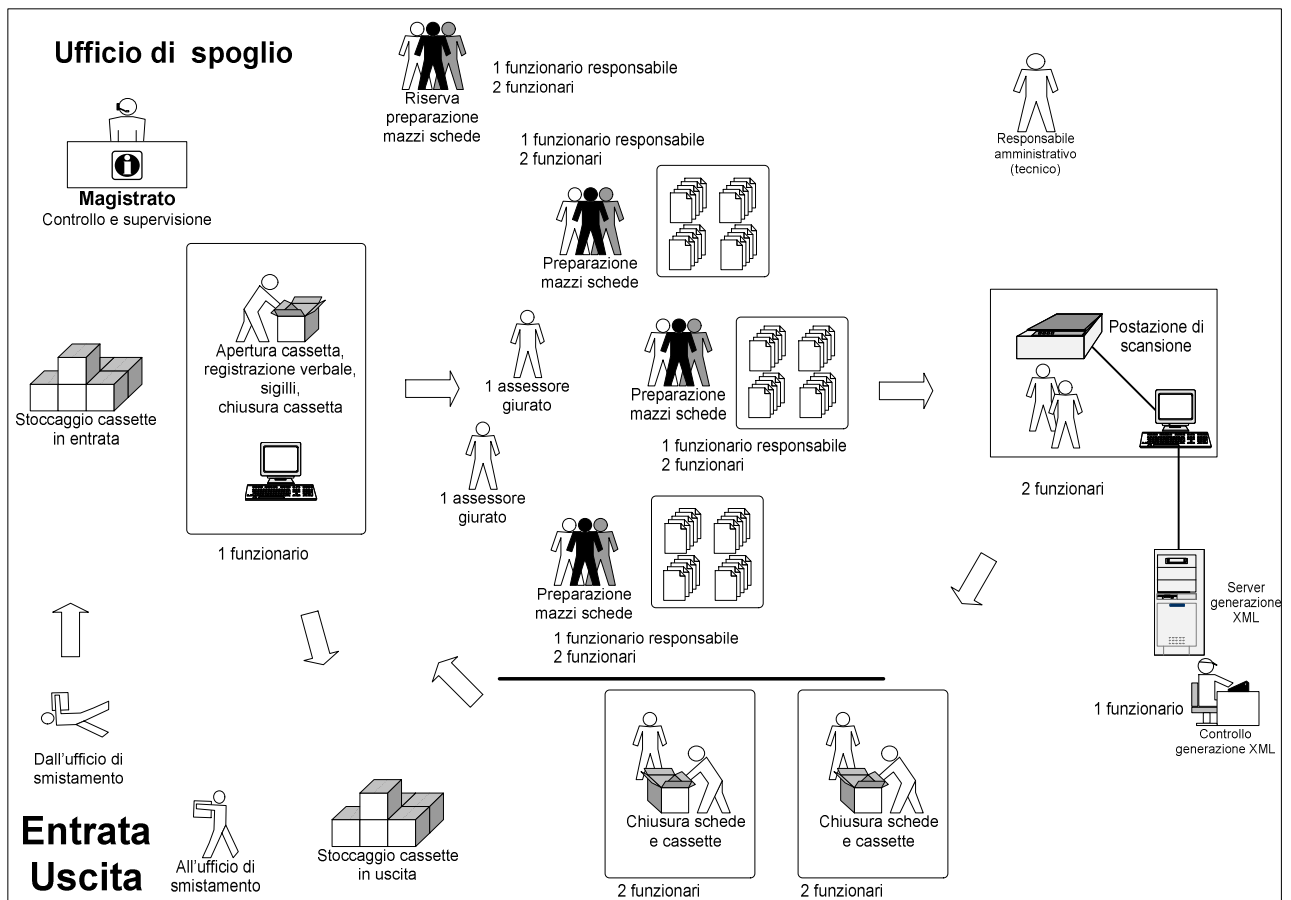 Ufficio di spoglio
1 funzionario responsabile
2 funzionari
Riserva
preparazione
mazzi schede
Responsabile
amministrativo
(tecnico)
Magistrato
Controllo e supervisione
1 funzionario responsabile
2 funzionari
Preparazione
mazzi schede
Apertura cassetta,
registrazione verbale,
sigilli,
chiusura cassetta
1 funzionario
Stoccaggio cassette
in entrata
1 assessore
giurato
1 assessore
giurato
Preparazione
mazzi schede
1 funzionario responsabile
2 funzionari
Postazione di
scansione
2 funzionari
Preparazione
mazzi schede
1 funzionario responsabile
2 funzionari
Server
generazione
XML
1 funzionario
Controllo
generazione XML
Dall'ufficio di
smistamento
Entrata
Uscita
All'ufficio di
smistamento
Stoccaggio cassette
in uscita
Chiusura schede
e cassette
2 funzionari
Chiusura schede
e cassette
2 funzionari